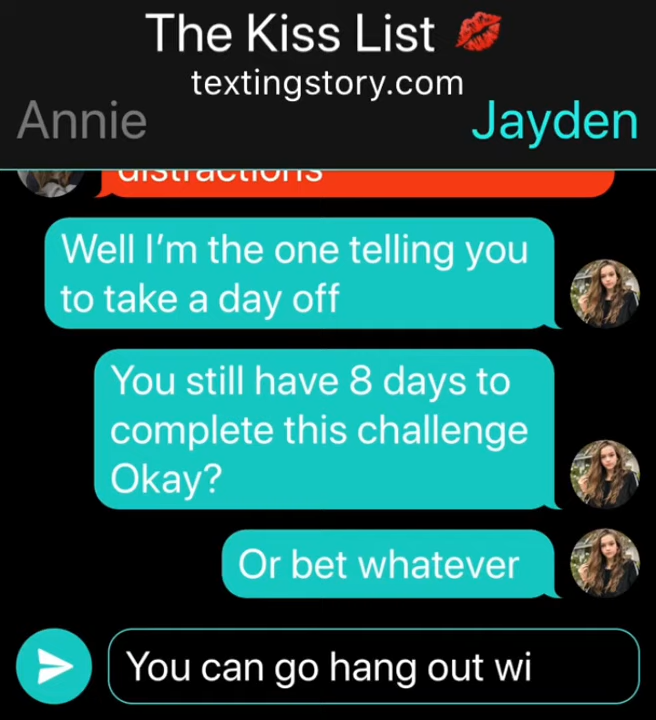 The Kiss List 💋
textingstory.com
Annie
Jayden
distractions
Well I'm the one telling you
to take a day off
You still have 8 days to
complete this challenge
Okay?
Or bet whatever
You can go hang out wi